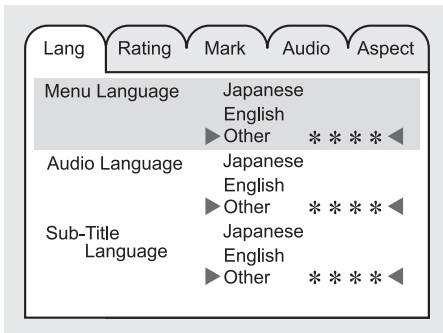 Lang Rating Mark Audio Aspect
Menu Language Japanese
English
Other ＊＊＊＊
Audio Language Japanese
English
Other ＊＊＊＊
Sub-Title Japanese
Language English
Other ＊＊＊＊